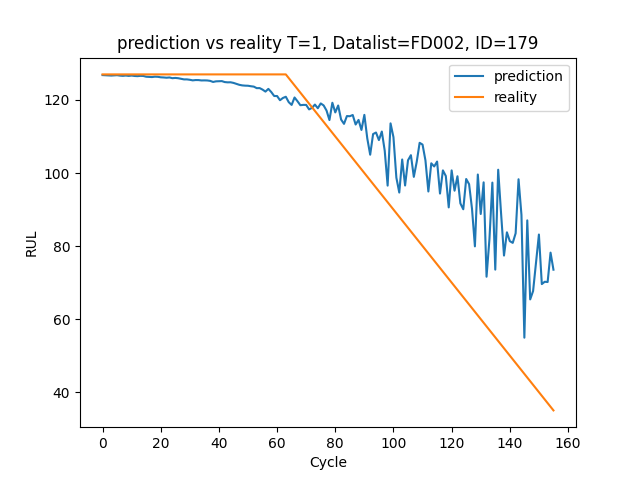 prediction vs reality T=1, Datalist=FD002, ID=179
prediction
reality
RUL
120
100
80
60
40
0 20 40 60 80 100 120 140 160
Cycle